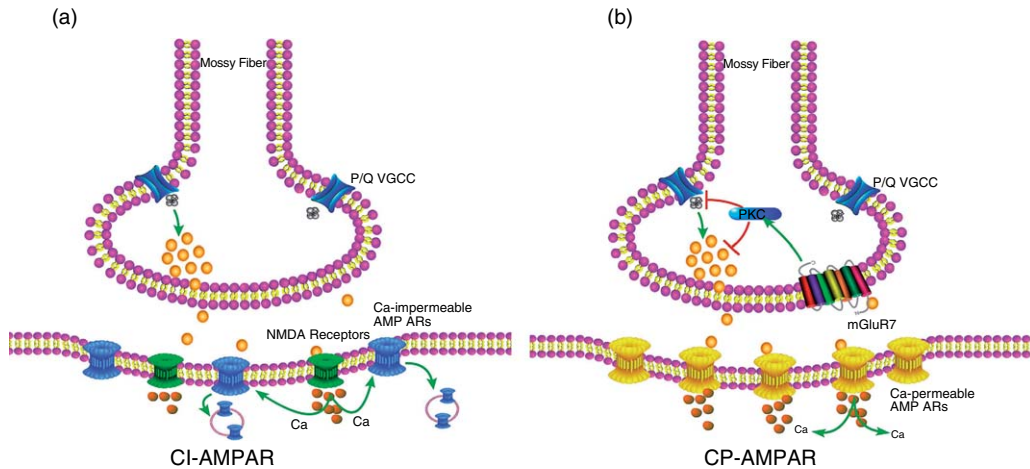 (a)
Mossy Fiber
P/Q VGCC
Ca-impermeable
AMP ARs
NMDA Receptors
Ca
Ca
CI-AMPAR
(b)
Mossy Fiber
P/Q VGCC
PKC
mGluR7
Ca-permeable
AMP ARs
Ca
Ca
CP-AMPAR